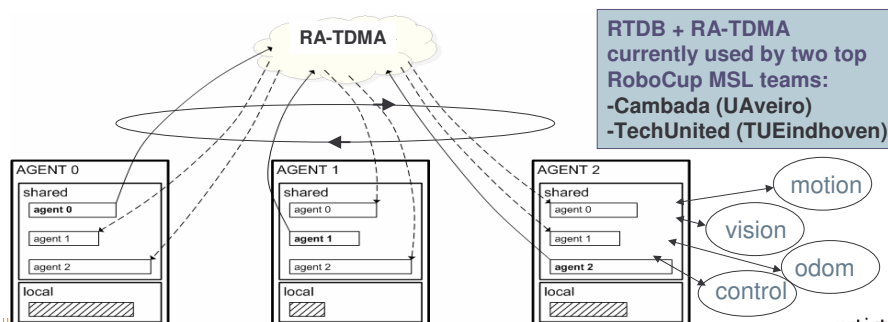 RA-TDMA
RTDB + RA-TDMA
currently used by two top
RoboCup MSL teams:
-Cambada (UAveiro)
-TechUnited (TUEindhoven)
AGENT 0
shared
agent 0
agent 1
agent 2
local
AGENT 1
shared
agent 0
agent 1
agent 2
local
AGENT 2
shared
agent 0
agent 1
agent 2
local
motion
vision
odom
control